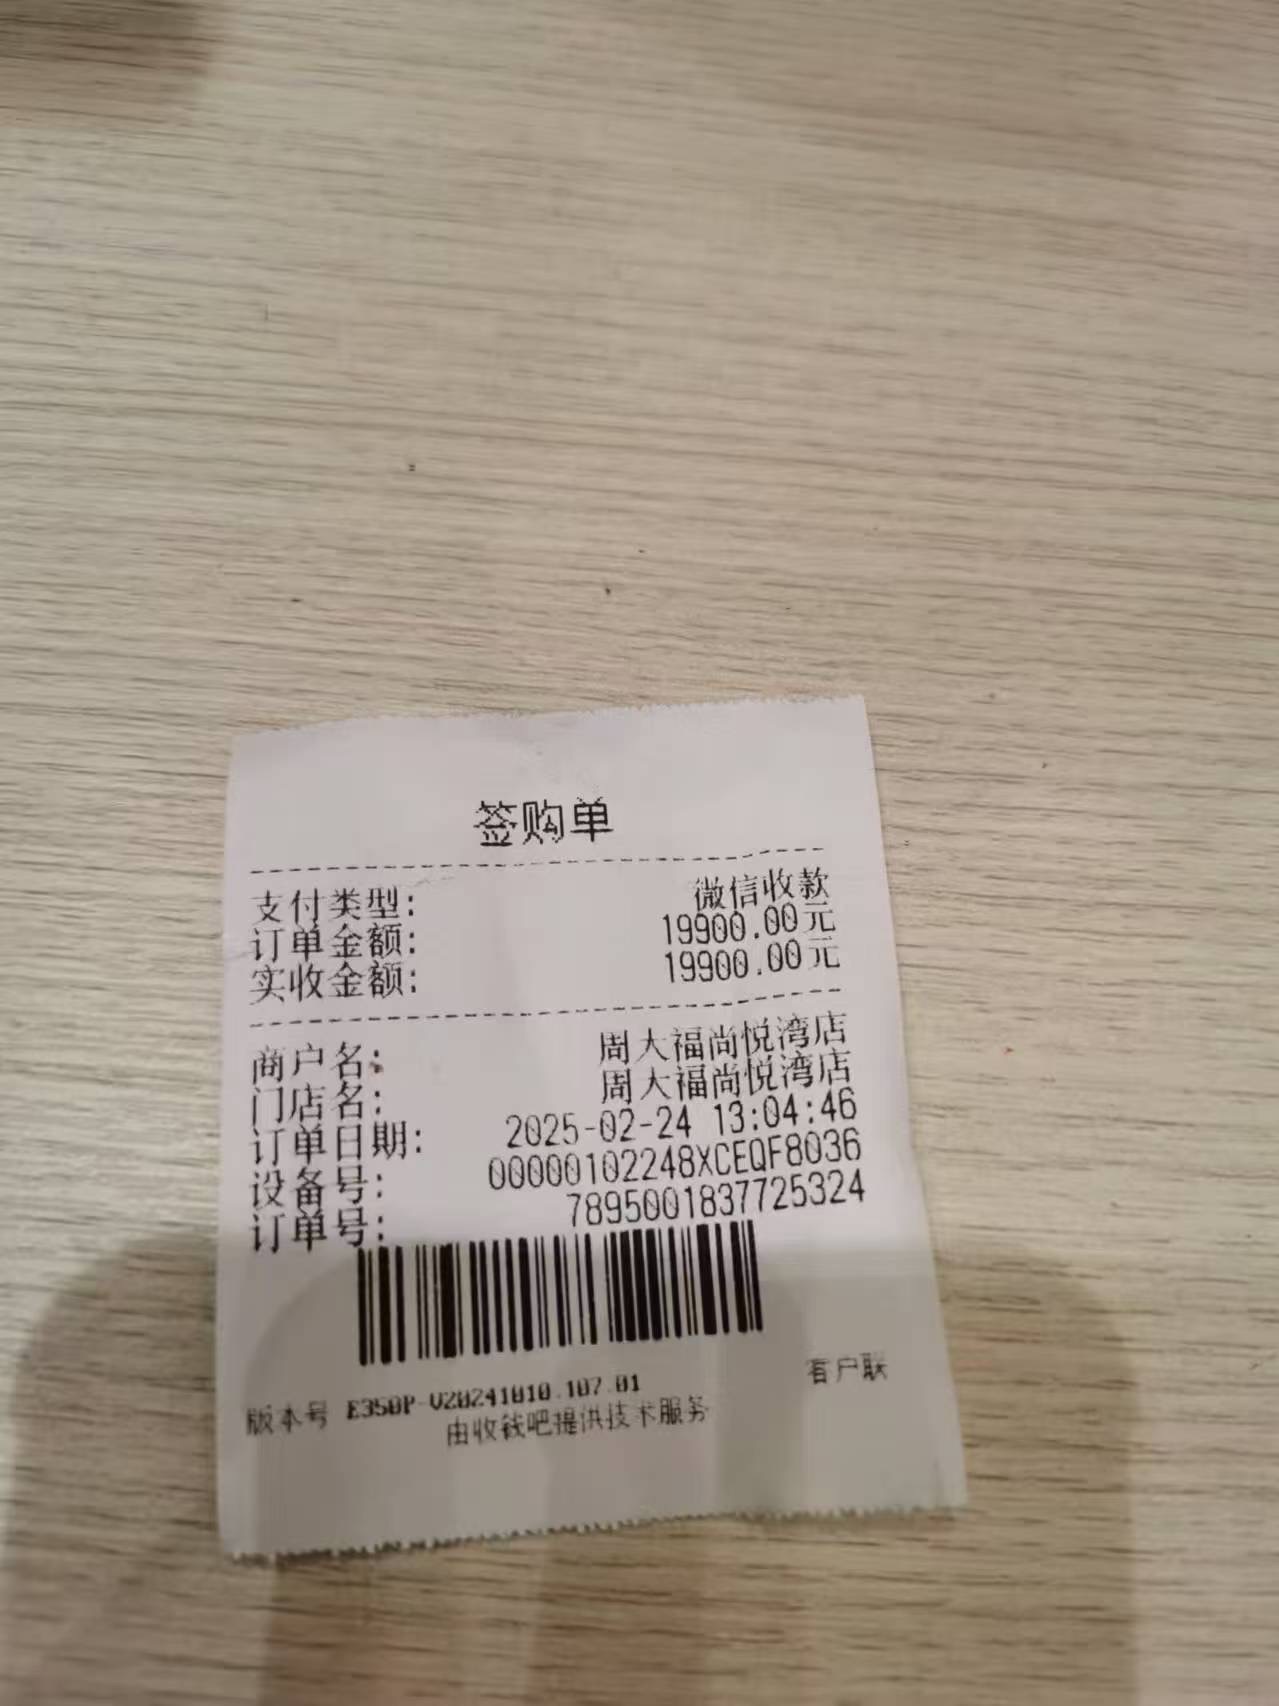 签购单
支付类型: 微信收款
订单金额: 19900.00元
实收金额: 19900.00元
商户名: 周大福尚悦湾店
门店名: 周大福尚悦湾店
订单日期: 2025-02-24 13:04:46
设备号: 00000102248XCEQF8036
订单号: 7895001837725324
客户联
版本号 E350P-V20241010.107.01
由收钱吧提供技术服务